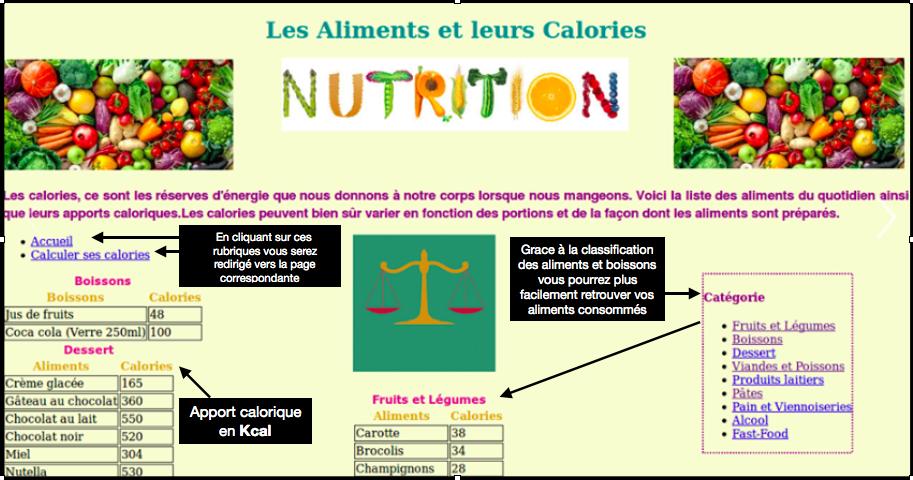 Les Aliments et leurs Calories
NUTRITION
Les calories, ce sont les réserves d'énergie que nous donnons à notre corps lorsque nous mangeons. Voici la liste des aliments du quotidien ainsi
que leurs apports caloriques.Les calories peuvent bien sûr varier en fonction des portions et de la façon dont les aliments sont préparés.
Accueil
Calculer ses calories
En cliquant sur ces
rubriques vous serez
redirigé vers la page
correspondante
Boissons
Boissons Calories
Jus de fruits 48
Coca cola (Verre 250ml) 100
Dessert
Aliments Calories
Crème glacée 165
Gâteau au chocolat 360
Chocolat au lait 550
Chocolat noir 520
Miel 304
Nutella 530
Apport calorique
en Kcal
Fruits et Légumes
Aliments Calories
Carotte 38
Brocolis 34
Champignons 28
Grace à la classification
des aliments et boissons
vous pourrez plus
facilement retrouver vos
aliments consommés
Catégorie
Fruits et Légumes
Boissons
Dessert
Viandes et Poissons
Produits laitiers
Pâtes
Pain et Viennoiseries
Alcool
Fast-Food